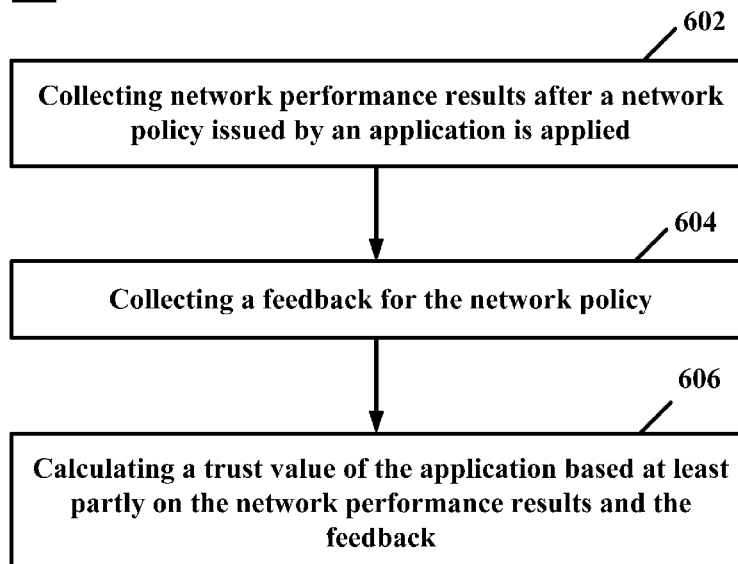 602
Collecting network performance results after a network
policy issued by an application is applied
604
Collecting a feedback for the network policy
606
Calculating a trust value of the application based at least
partly on the network performance results and the
feedback